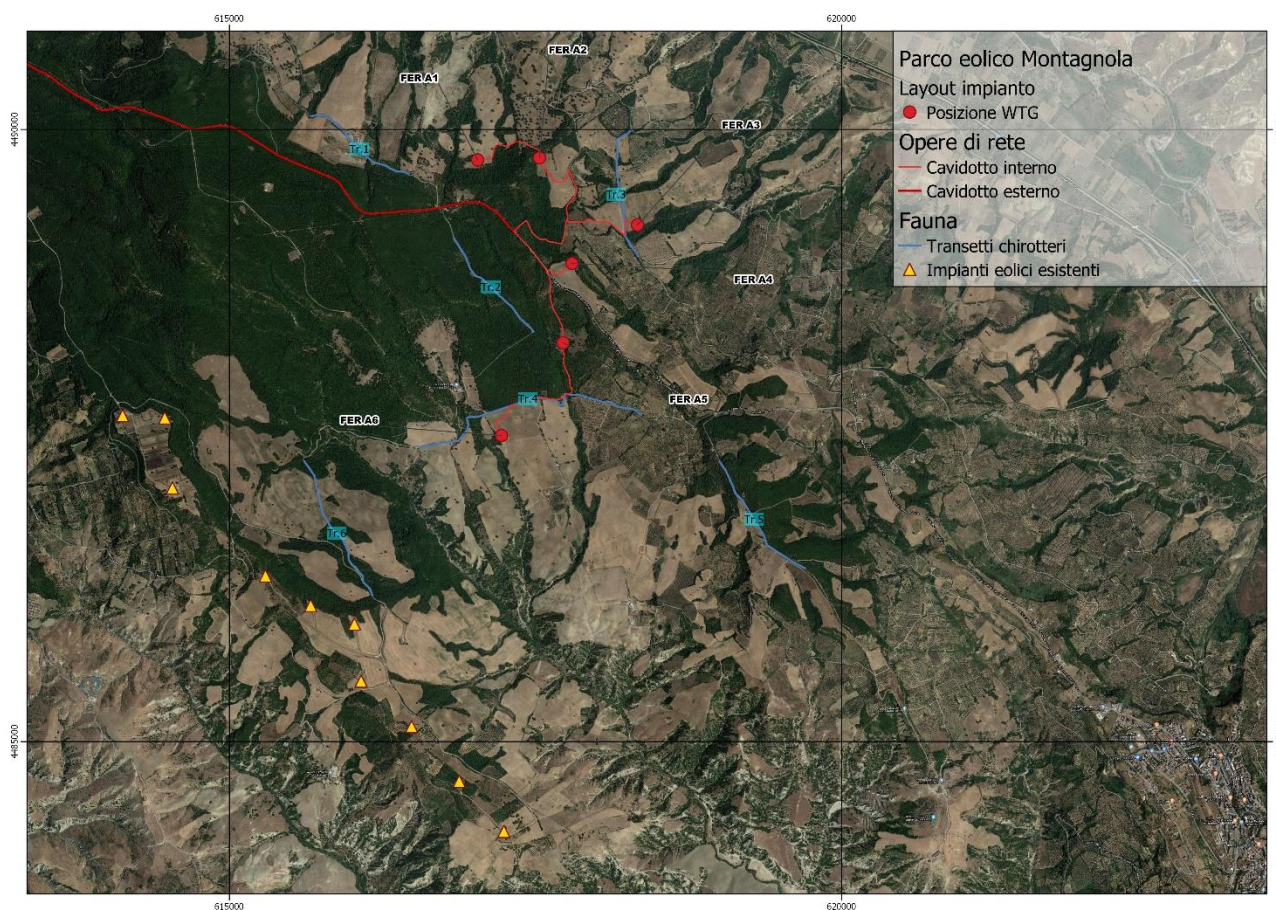 615000
620000
FER A2
FER A1
FER A3
FER A4
FER A5
FER A6
Tr.1
Tr.2
Tr.3
Tr.4
Tr.5
Tr.6
4490000
4485000
Parco eolico Montagnola
Layout impianto
Posizione WTG
Opere di rete
Cavidotto interno
Cavidotto esterno
Fauna
Transetti chirotteri
Impianti eolici esistenti
615000
620000